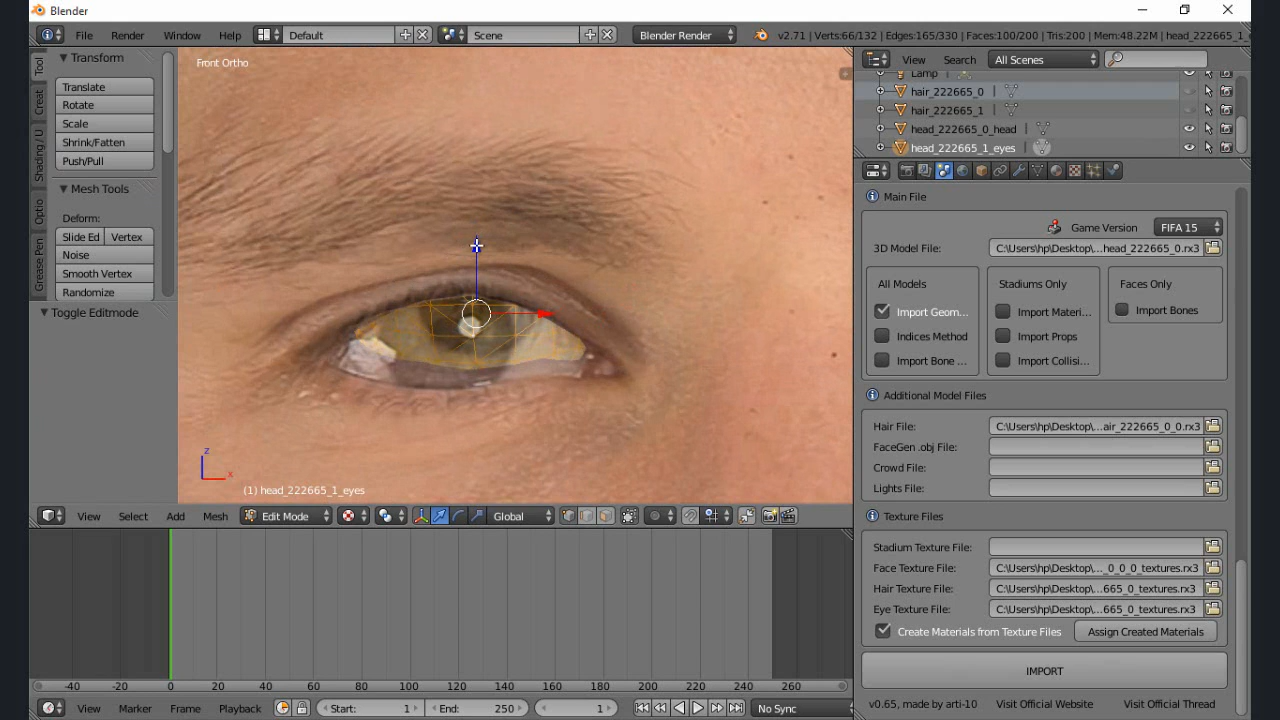 Blender
File Render Window Help Default Scene Blender Render v2.71 | Verts:66/132 | Edges:165/330 | Faces:100/200 | Tris:200 | Mem:48.22M | head_222665_1_
Tool
Creat
Shading / U
Optio
Grease Pen
Transform
Translate
Rotate
Scale
Shrink/Fatten
Push/Pull
Mesh Tools
Deform:
Slide Ed Vertex
Noise
Smooth Vertex
Randomize
Toggle Editmode
Front Ortho
z
x
(1) head_222665_1_eyes
View Select Add Mesh Edit Mode Global
-40 -20 0 20 40 60 80 100 120 140 160 180 200 220 240 260
View Marker Frame Playback Start: 1 End: 250 1 No Sync
View Search All Scenes
Lamp
hair_222665_0
hair_222665_1
head_222665_0_head
head_222665_1_eyes
Main File
Game Version FIFA 15
3D Model File: C:\Users\hp\Desktop\...head_222665_0.rx3
All Models Stadiums Only Faces Only
Import Geom... Import Materi... Import Bones
Indices Method Import Props
Import Bone ... Import Collisi...
Additional Model Files
Hair File: C:\Users\hp\Desktop\...air_222665_0_0.rx3
FaceGen .obj File:
Crowd File:
Lights File:
Texture Files
Stadium Texture File:
Face Texture File: C:\Users\hp\Desktop\..._0_0_0_textures.rx3
Hair Texture File: C:\Users\hp\Desktop\...665_0_textures.rx3
Eye Texture File: C:\Users\hp\Desktop\...665_0_textures.rx3
Create Materials from Texture Files Assign Created Materials
IMPORT
v0.65, made by arti-10 Visit Official Website Visit Official Thread